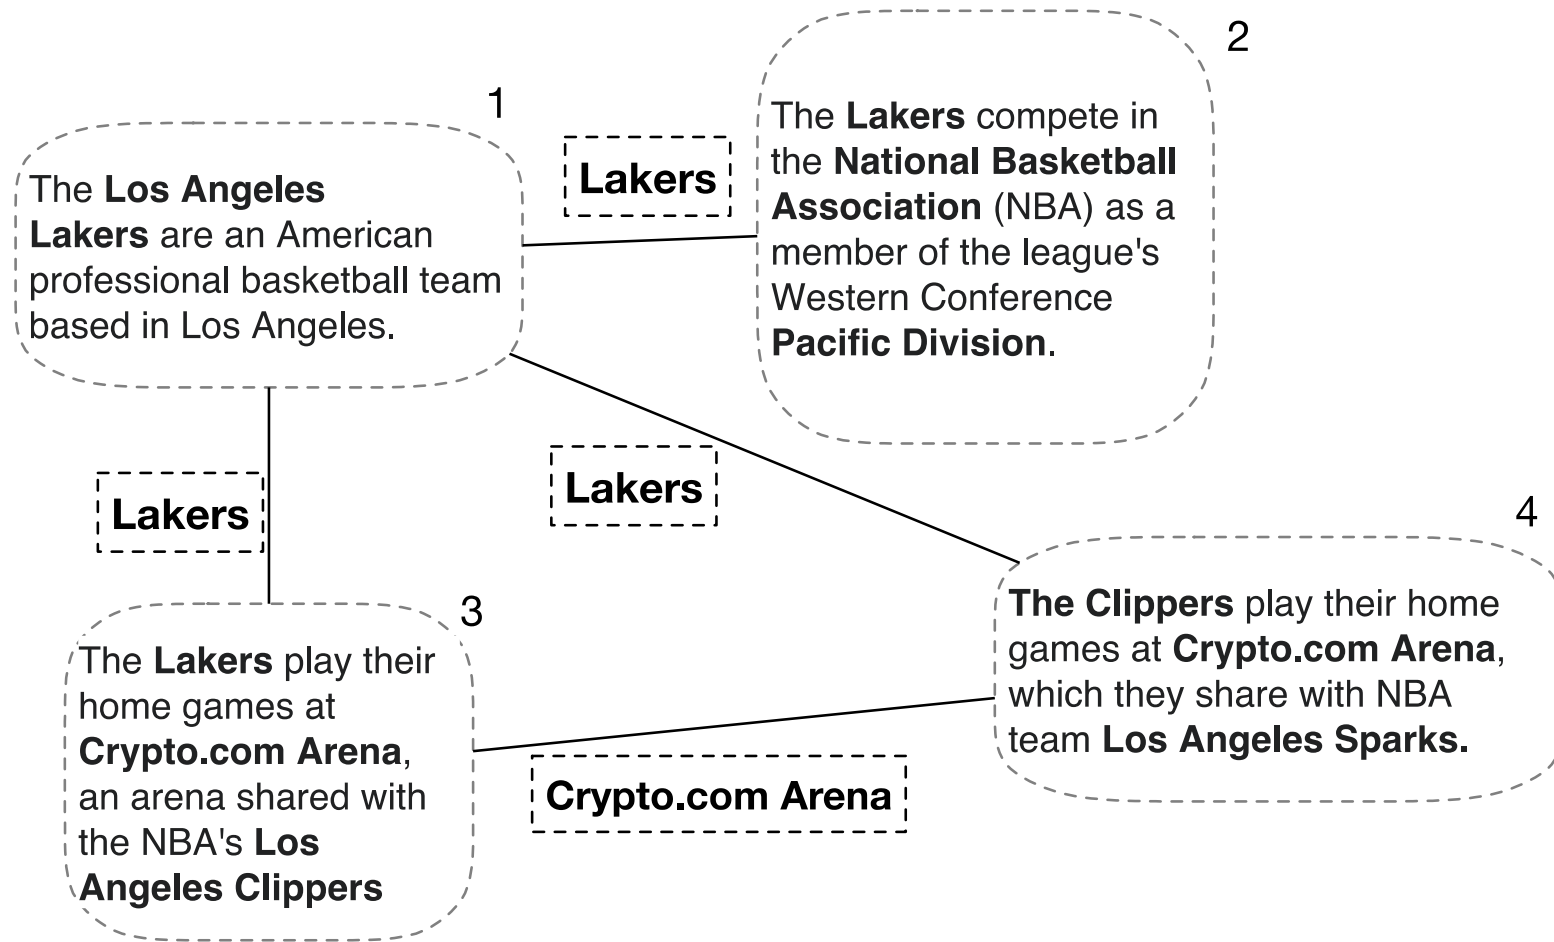 1
The Los Angeles
Lakers are an American
professional basketball team
based in Los Angeles.
Lakers
2
The Lakers compete in
the National Basketball
Association (NBA) as a
member of the league's
Western Conference
Pacific Division.
Lakers
Lakers
3
The Lakers play their
home games at
Crypto.com Arena,
an arena shared with
the NBA's Los
Angeles Clippers
Crypto.com Arena
4
The Clippers play their home
games at Crypto.com Arena,
which they share with NBA
team Los Angeles Sparks.